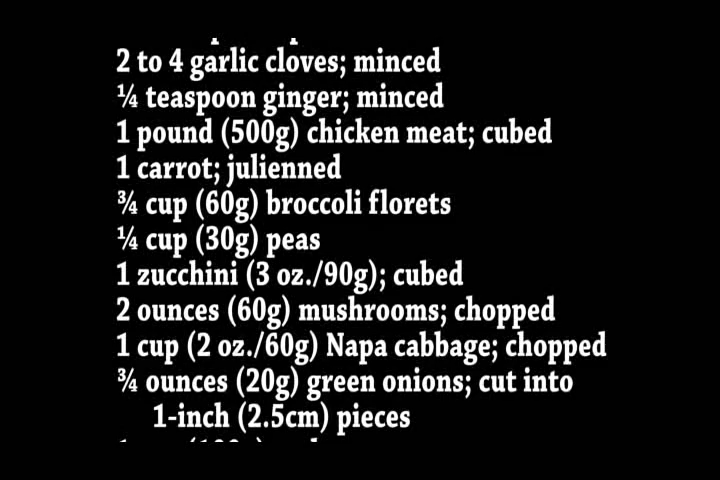 2 to 4 garlic cloves; minced
¼ teaspoon ginger; minced
1 pound (500g) chicken meat; cubed
1 carrot; julienned
¾ cup (60g) broccoli florets
¼ cup (30g) peas
1 zucchini (3 oz./90g); cubed
2 ounces (60g) mushrooms; chopped
1 cup (2 oz./60g) Napa cabbage; chopped
¾ ounces (20g) green onions; cut into
1-inch (2.5cm) pieces